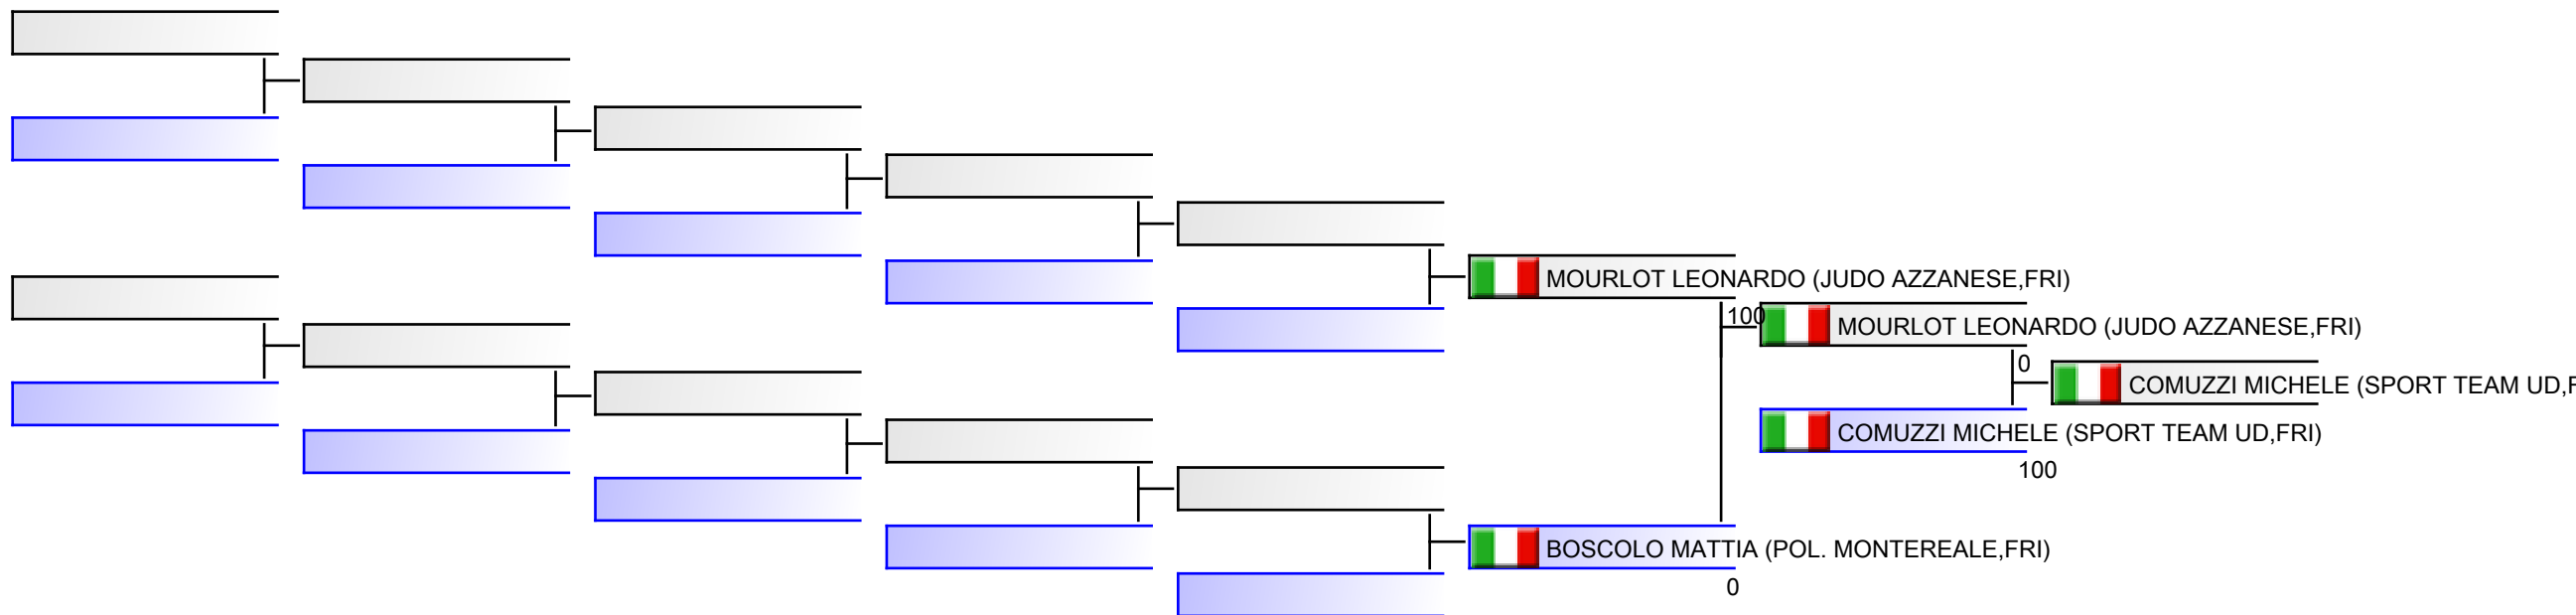 MOURLOT LEONARDO (JUDO AZZANESE,FRI)
100
MOURLOT LEONARDO (JUDO AZZANESE,FRI)
0
COMUZZI MICHELE (SPORT TEAM UD,F
COMUZZI MICHELE (SPORT TEAM UD,FRI)
100
BOSCOLO MATTIA (POL. MONTEREALE,FRI)
0